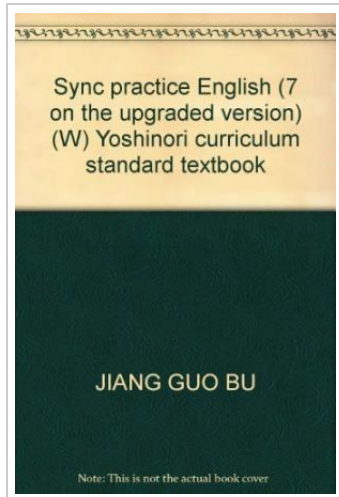 Sync practice English (7
on the upgraded version)
(W) Yoshinori curriculum
standard textbook
JIANG GUO BU
Note: This is not the actual book cover